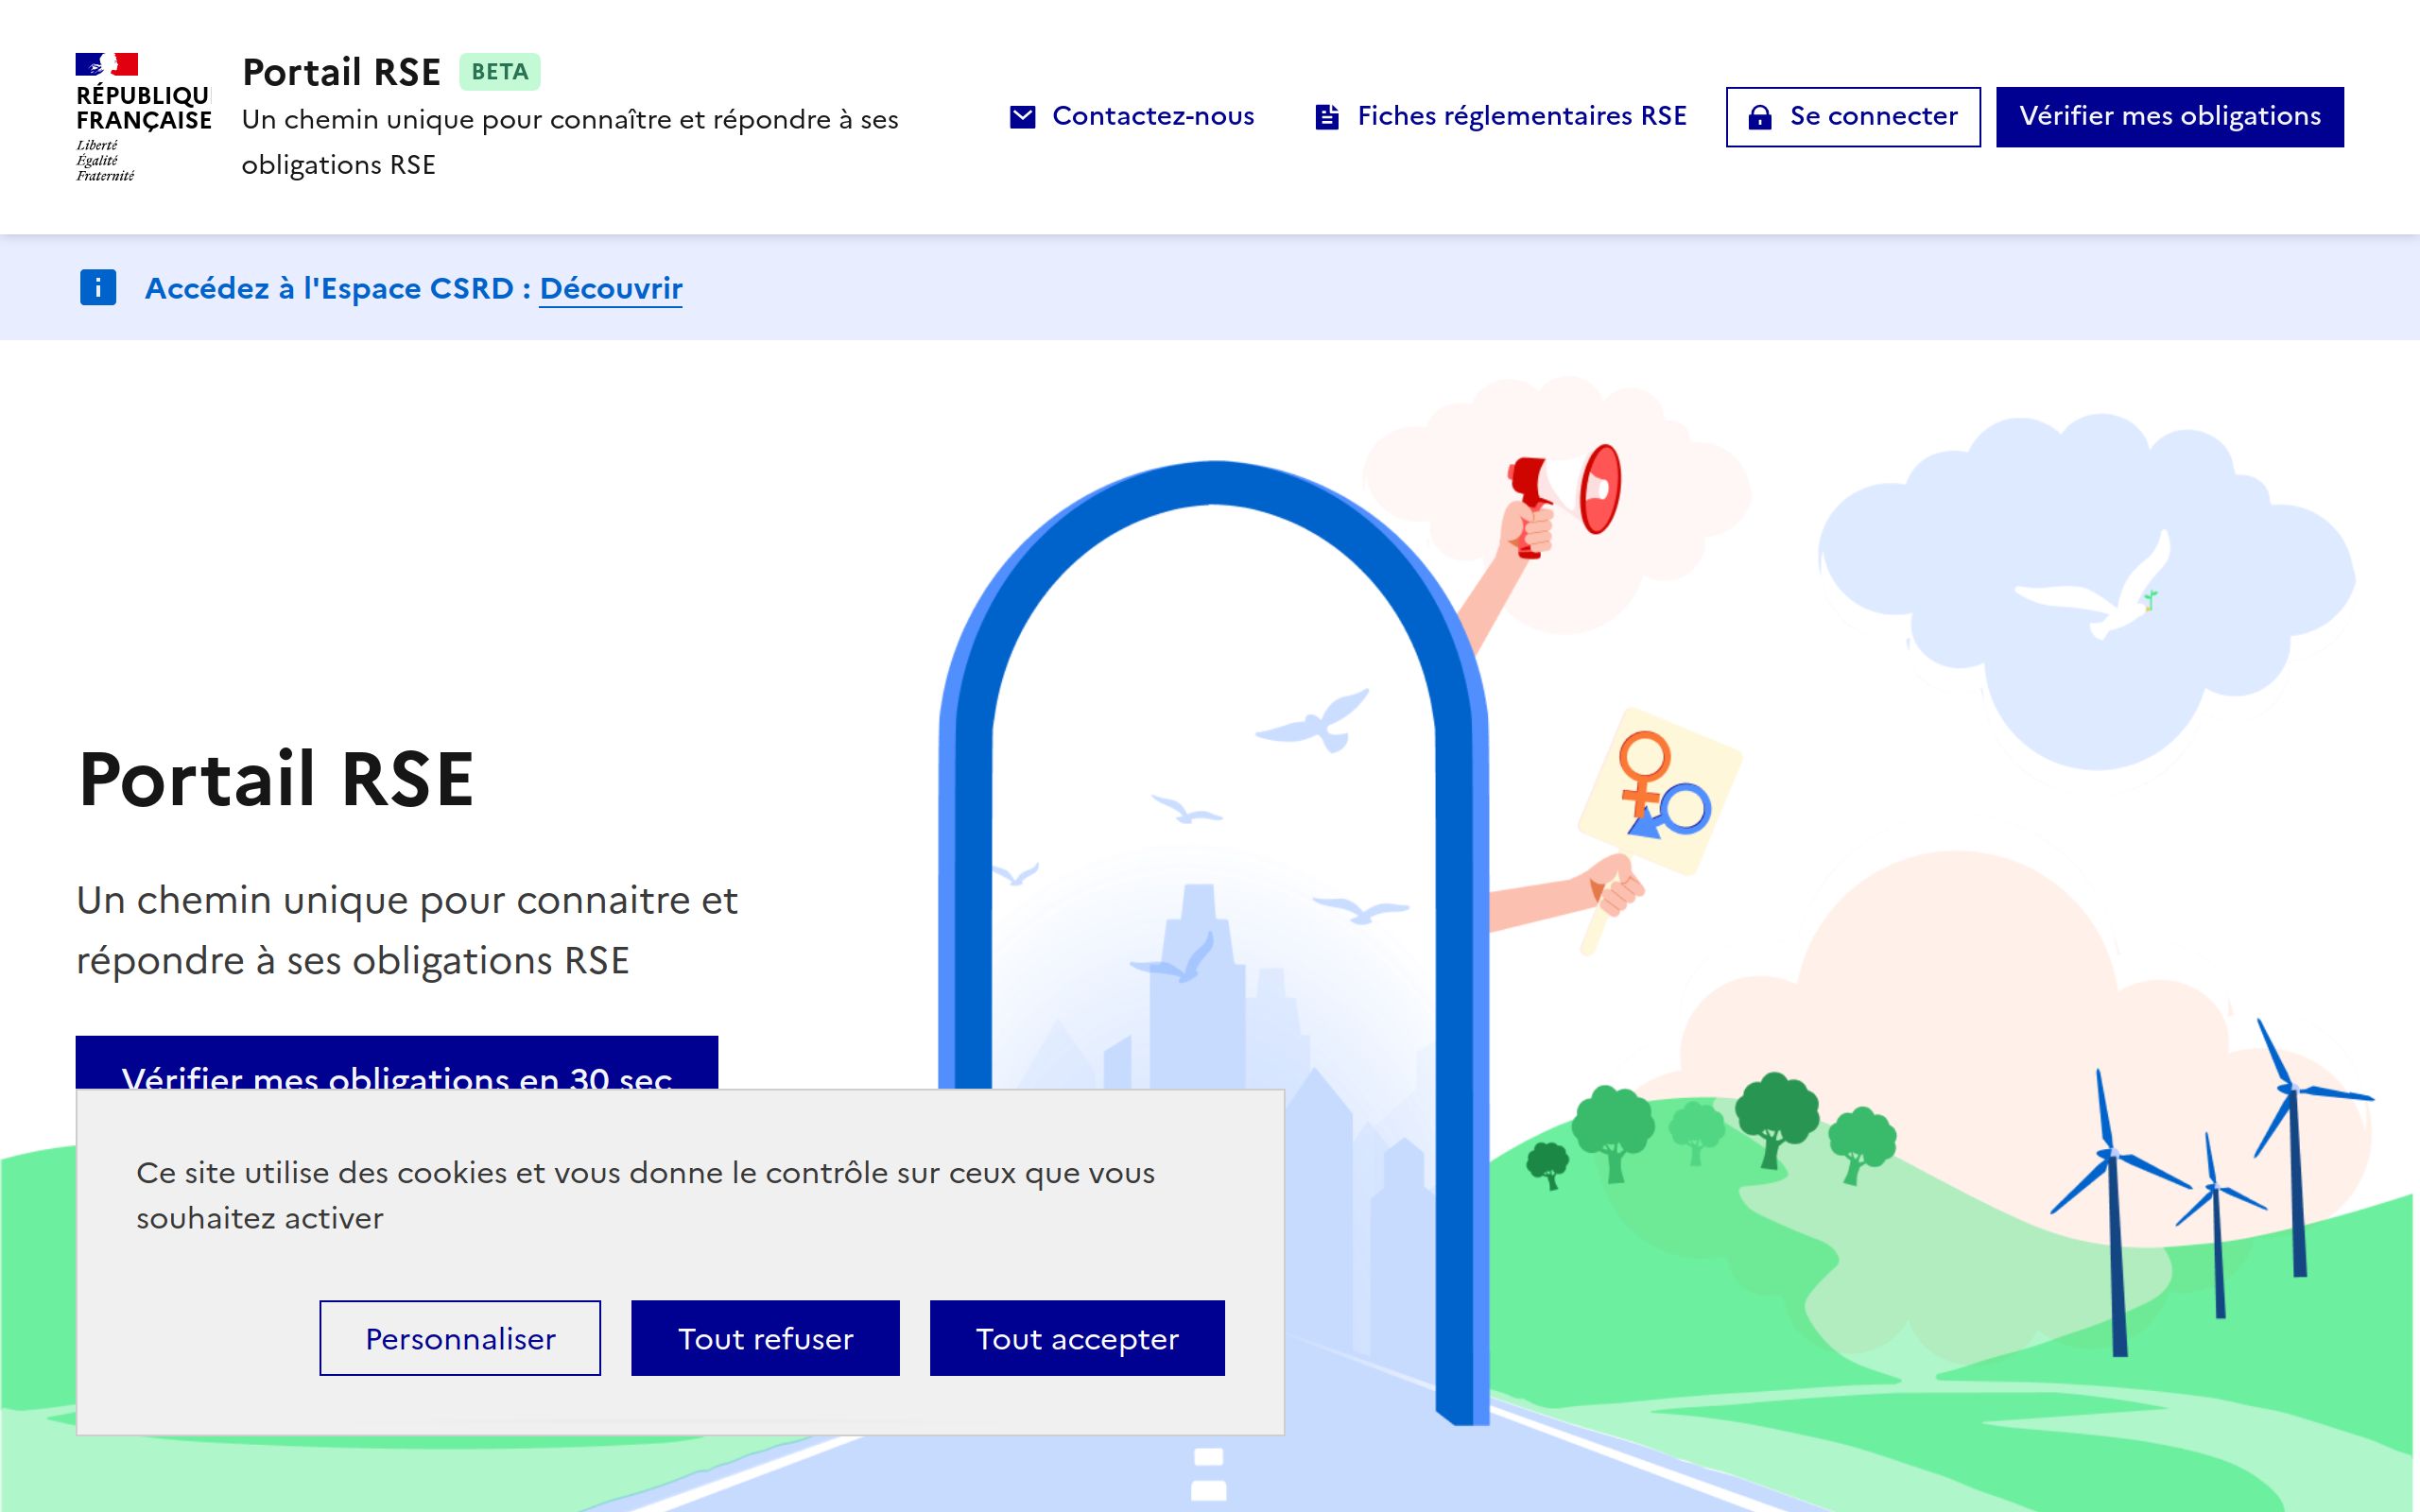 RÉPUBLIQU
FRANÇAISE
Liberté
Égalité
Fraternité
Portail RSE BETA
Un chemin unique pour connaître et répondre à ses
obligations RSE
Contactez-nous
Fiches réglementaires RSE
Se connecter
Vérifier mes obligations
Accédez à l'Espace CSRD : Découvrir
Portail RSE
Un chemin unique pour connaitre et
répondre à ses obligations RSE
Vérifier mes obligations en 30 sec
Ce site utilise des cookies et vous donne le contrôle sur ceux que vous
souhaitez activer
Personnaliser
Tout refuser
Tout accepter